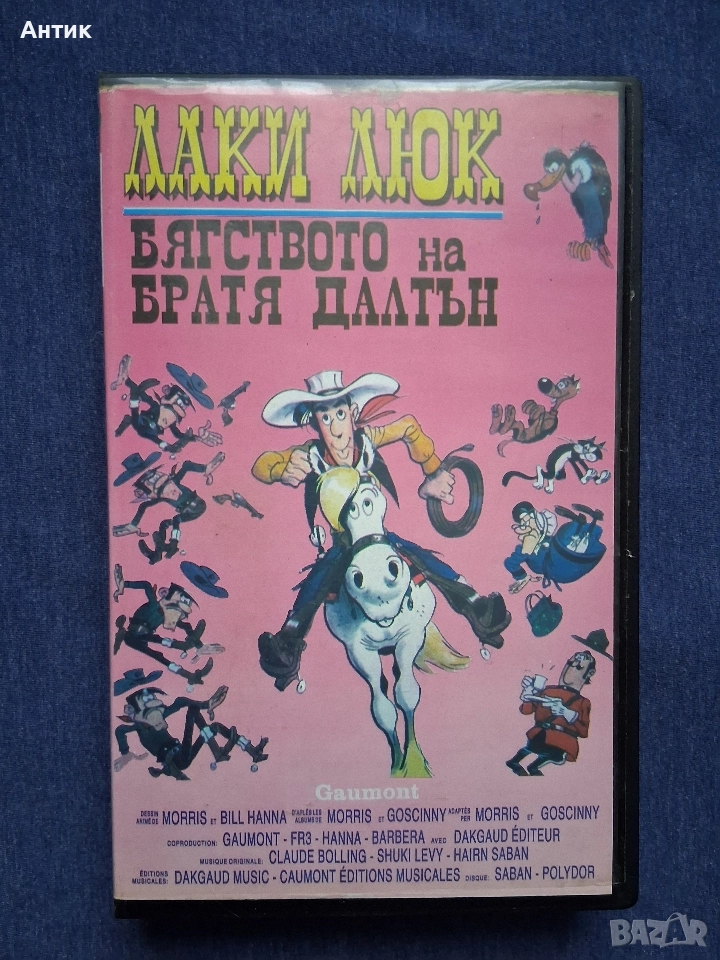 Антик
ЛАКИ ЛЮК
БЯГСТВОТО на
БРАТЯ ДАЛТЪН
Gaumont
DESSIN ANIMÉ DE MORRIS ET BILL HANNA D'APLÉS LES ALBUMS DE MORRIS ET GOSCINNY ADAPTÉS PER MORRIS ET GOSCINNY
COPRODUCTION: GAUMONT - FR3 - HANNA - BARBERA AVEC DAKGAUD ÉDITEUR
MUSIQUE ORIGINALE: CLAUDE BOLLING - SHUKI LEVY - HAIRN SABAN
ÉDITIONS MUSICALES: DAKGAUD MUSIC - CAUMONT ÉDITIONS MUSICALES DISQUE: SABAN - POLYDOR
BAZAR